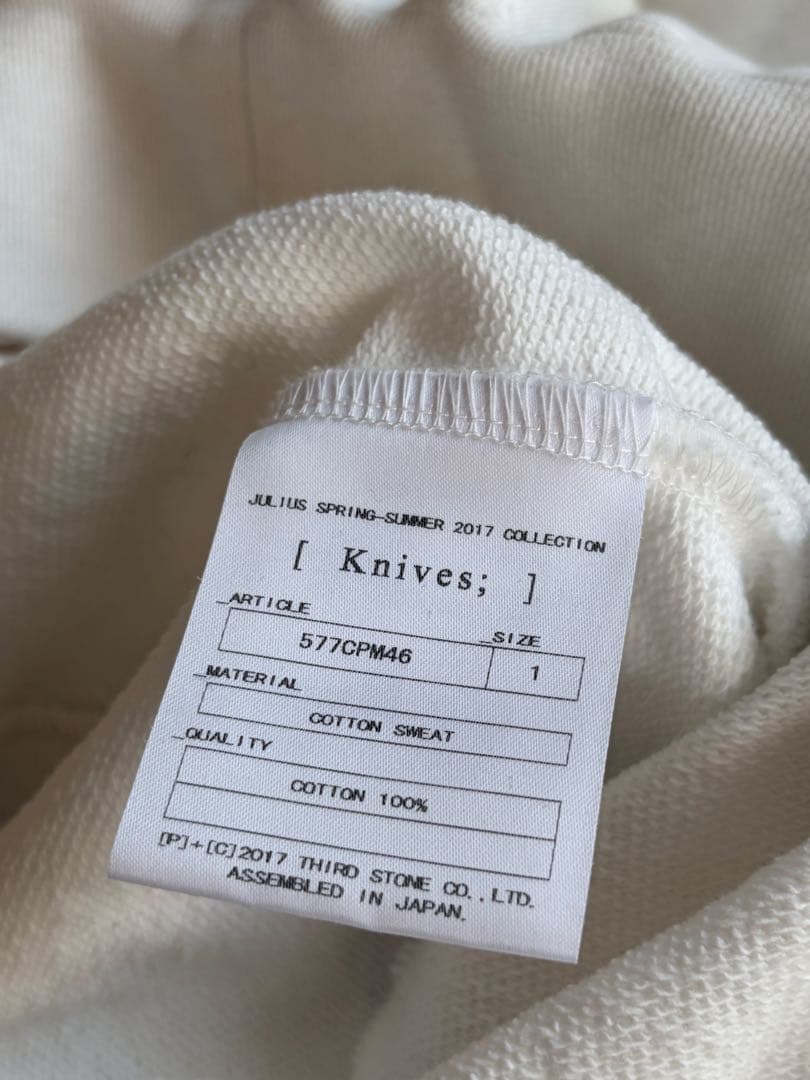 JULIUS SPRING-SUMMER 2017 COLLECTION
[ Knives; ]
_ARTICLE _SIZE
577CPM46 1
_MATERIAL
COTTON SWEAT
_QUALITY
COTTON 100%
[P]+[C]2017 THIRD STONE CO.,LTD.
ASSEMBLED IN JAPAN.